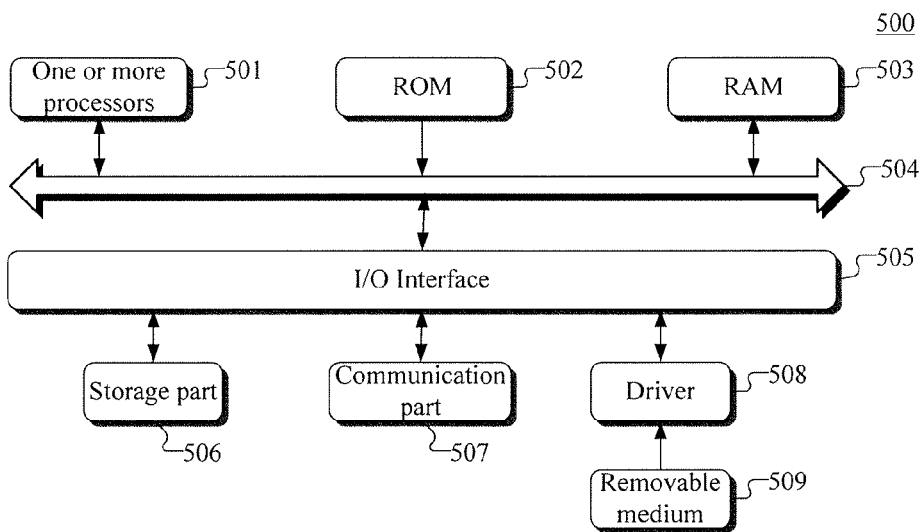 500
One or more
processors
501
ROM
502
RAM
503
504
I/O Interface
505
Storage part
506
Communication
part
507
Driver
508
Removable
medium
509